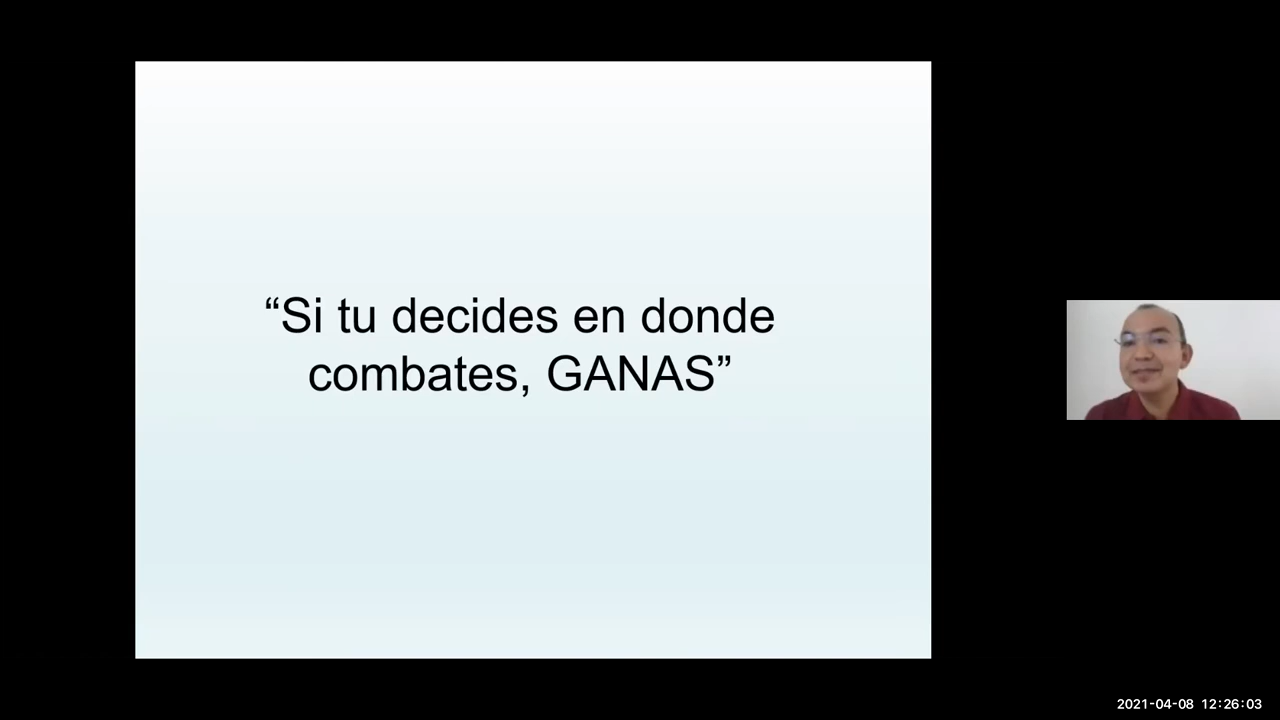 “Si tu decides en donde
combates, GANAS”
2021-04-08 12:26:03